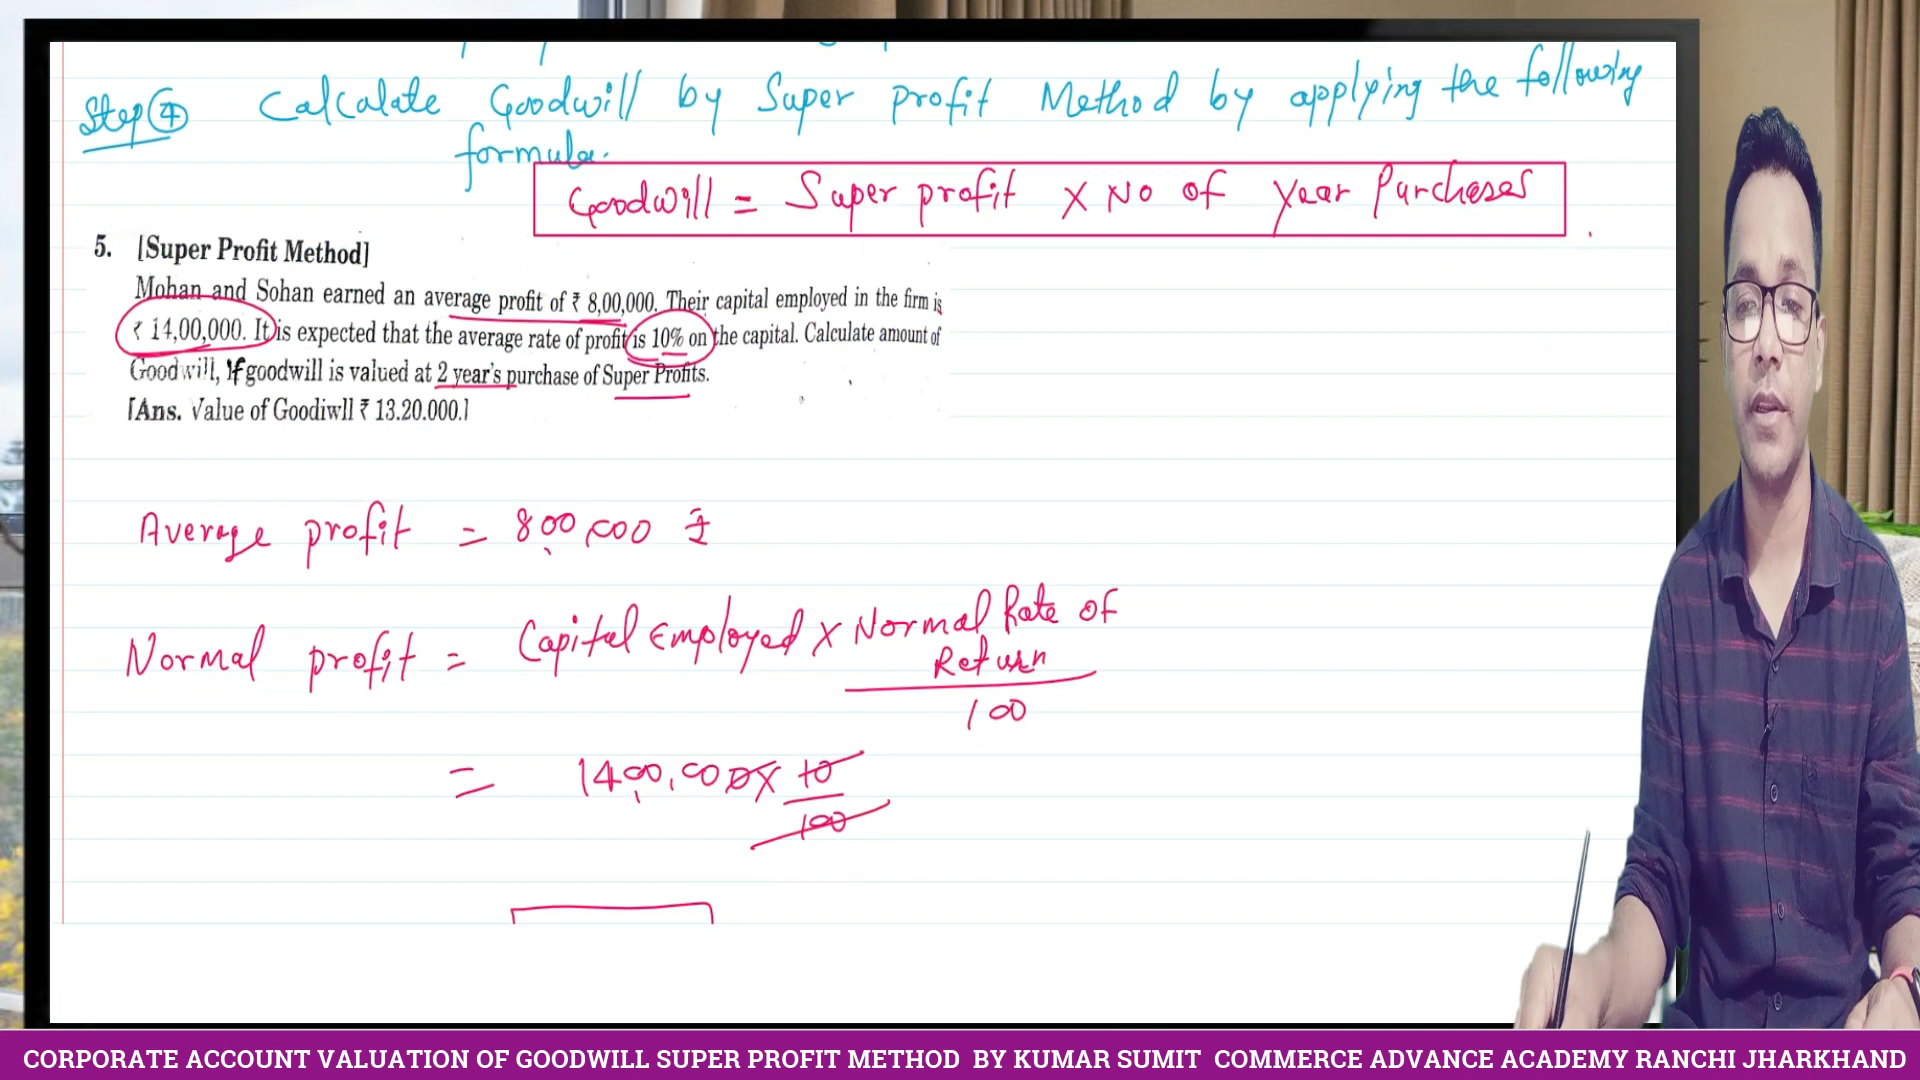 Step ④ Calcalate Goodwill by Super profit Method by applying the following
formula.
Goodwill = Super profit X No of Year Purchases
5. [Super Profit Method]
Mohan and Sohan earned an average profit of ₹ 8,00,000. Their capital employed in the firm is
₹ 14,00,000. It is expected that the average rate of profit is 10% on the capital. Calculate amount of
Goodwill, If goodwill is valued at 2 year's purchase of Super Profits.
[Ans. Value of Goodiwll ₹ 13.20.000.]
Average profit = 800,000 ₹
Normal profit = Capital Employed X Normal Rate of
Return
100
= 1400,000 X 10
100
CORPORATE ACCOUNT VALUATION OF GOODWILL SUPER PROFIT METHOD BY KUMAR SUMIT COMMERCE ADVANCE ACADEMY RANCHI JHARKHAND